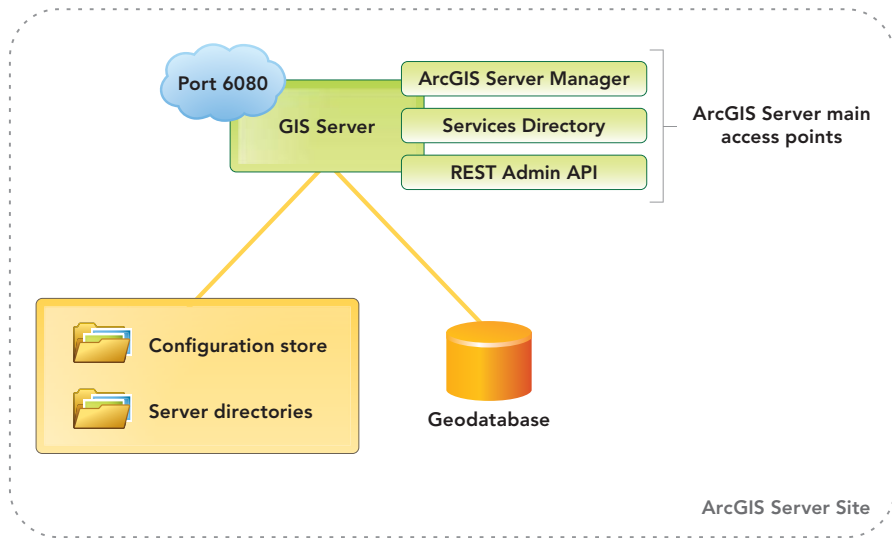 Port 6080
GIS Server
ArcGIS Server Manager
Services Directory
REST Admin API
ArcGIS Server main
access points
Configuration store
Server directories
Geodatabase
ArcGIS Server Site